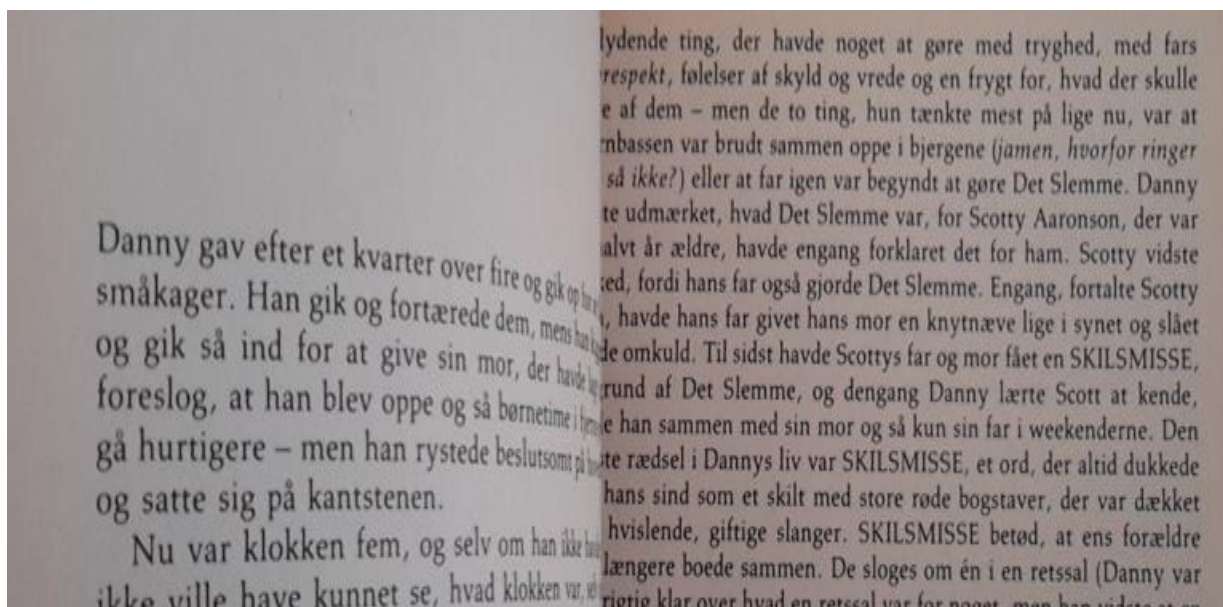 Danny gav efter et kvarter over fire og gik op
småkager. Han gik og fortærede dem, mens han
og gik så ind for at give sin mor, der havde
foreslog, at han blev oppe og så børnetime i
gå hurtigere – men han rystede beslutsomt på
og satte sig på kantstenen.
Nu var klokken fem, og selv om han ikke
ikke ville have kunnet se, hvad klokken var,
lydende ting, der havde noget at gøre med tryghed, med fars
respekt, følelser af skyld og vrede og en frygt for, hvad der skulle
e af dem – men de to ting, hun tænkte mest på lige nu, var at
nbassen var brudt sammen oppe i bjergene (jamen, hvorfor ringer
så ikke?) eller at far igen var begyndt at gøre Det Slemme. Danny
te udmærket, hvad Det Slemme var, for Scotty Aaronson, der var
alvt år ældre, havde engang forklaret det for ham. Scotty vidste
ed, fordi hans far også gjorde Det Slemme. Engang, fortalte Scotty
, havde hans far givet hans mor en knytnæve lige i synet og slået
de omkuld. Til sidst havde Scottys far og mor fået en SKILSMISSE,
rund af Det Slemme, og dengang Danny lærte Scott at kende,
e han sammen med sin mor og så kun sin far i weekenderne. Den
te rædsel i Dannys liv var SKILSMISSE, et ord, der altid dukkede
hans sind som et skilt med store røde bogstaver, der var dækket
hvislende, giftige slanger. SKILSMISSE betød, at ens forældre
længere boede sammen. De sloges om én i en retssal (Danny var
rigtig klar over hvad en retssal var for noget, men han vidste